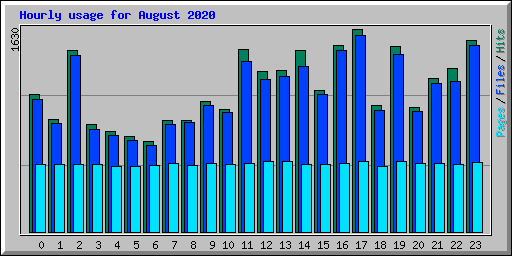 Hourly usage for August 2020
1630
Pages / Files / Hits
0 1 2 3 4 5 6 7 8 9 10 11 12 13 14 15 16 17 18 19 20 21 22 23